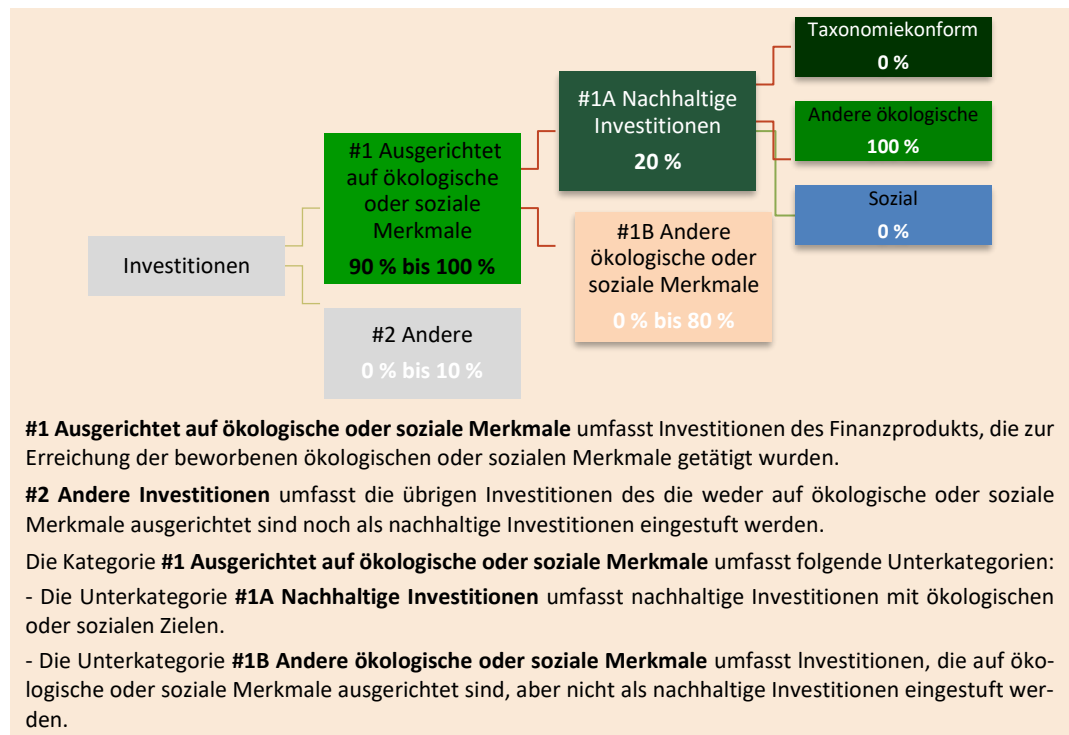 Investitionen
#1 Ausgerichtet
auf ökologische
oder soziale
Merkmale
90 % bis 100 %
#2 Andere
0 % bis 10 %
#1A Nachhaltige
Investitionen
20 %
#1B Andere
ökologische oder
soziale Merkmale
0 % bis 80 %
Taxonomiekonform
0 %
Andere ökologische
100 %
Sozial
0 %
#1 Ausgerichtet auf ökologische oder soziale Merkmale umfasst Investitionen des Finanzprodukts, die zur
Erreichung der beworbenen ökologischen oder sozialen Merkmale getätigt wurden.
#2 Andere Investitionen umfasst die übrigen Investitionen des die weder auf ökologische oder soziale
Merkmale ausgerichtet sind noch als nachhaltige Investitionen eingestuft werden.
Die Kategorie #1 Ausgerichtet auf ökologische oder soziale Merkmale umfasst folgende Unterkategorien:
- Die Unterkategorie #1A Nachhaltige Investitionen umfasst nachhaltige Investitionen mit ökologischen
oder sozialen Zielen.
- Die Unterkategorie #1B Andere ökologische oder soziale Merkmale umfasst Investitionen, die auf öko-
logische oder soziale Merkmale ausgerichtet sind, aber nicht als nachhaltige Investitionen eingestuft wer-
den.